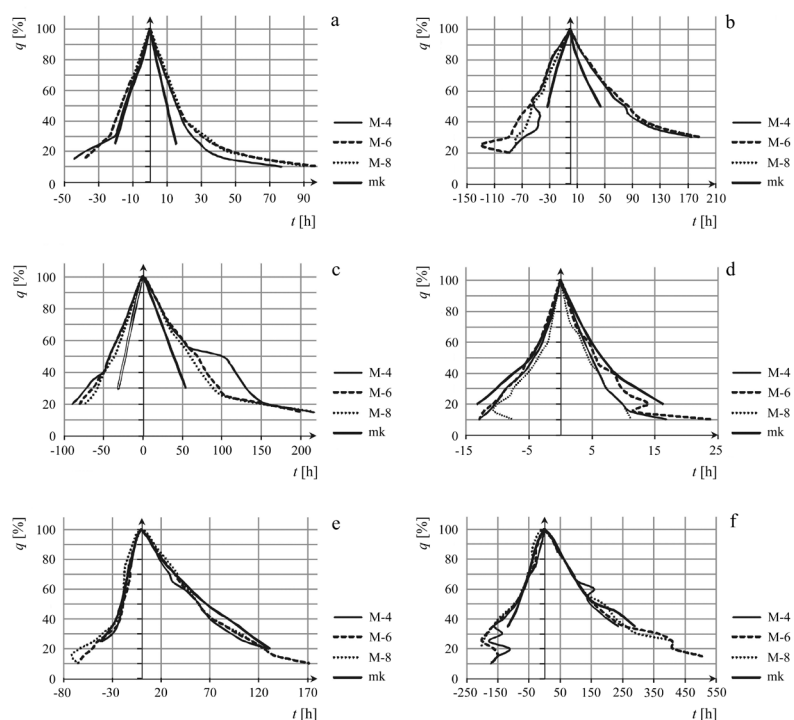 a
q [%]
100
80
60
40
20
0
-50 -30 -10 10 30 50 70 90
t [h]
M-4
M-6
M-8
mk
b
q [%]
100
80
60
40
20
0
-150 -110 -70 -30 10 50 90 130 170 210
t [h]
M-4
M-6
M-8
mk
c
q [%]
100
80
60
40
20
0
-100 -50 0 50 100 150 200
t [h]
M-4
M-6
M-8
mk
d
q [%]
100
80
60
40
20
0
-15 -5 5 15 25
t [h]
M-4
M-6
M-8
mk
e
q [%]
100
80
60
40
20
0
-80 -30 20 70 120 170
t [h]
M-4
M-6
M-8
mk
f
q [%]
100
80
60
40
20
0
-250 -150 -50 50 150 250 350 450 550
t [h]
M-4
M-6
M-8
mk